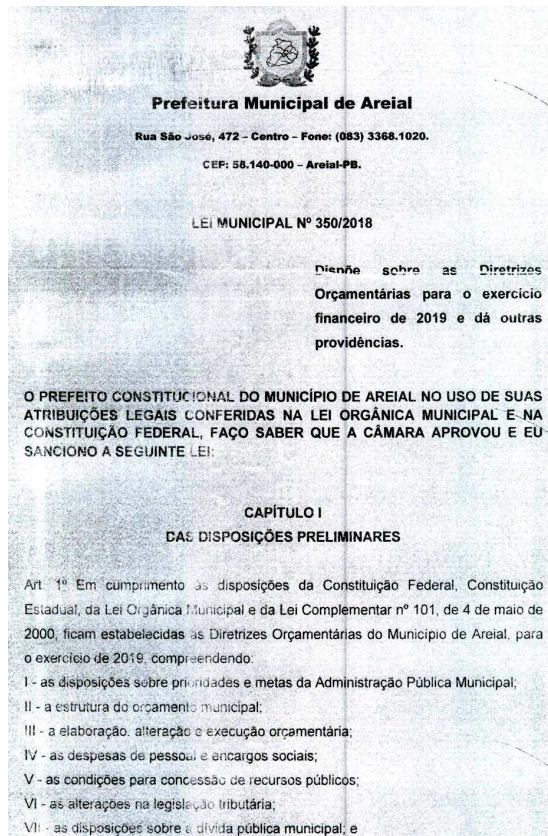 Prefeitura Municipal de Areial
Rua São José, 472 – Centro – Fone: (083) 3368.1020.
CEP: 58.140-000 – Areial-PB.
LEI MUNICIPAL Nº 350/2018
Dispõe sobre as Diretrizes
Orçamentárias para o exercício
financeiro de 2019 e dá outras
providências.
O PREFEITO CONSTITUCIONAL DO MUNICÍPIO DE AREIAL NO USO DE SUAS
ATRIBUIÇÕES LEGAIS CONFERIDAS NA LEI ORGÂNICA MUNICIPAL E NA
CONSTITUIÇÃO FEDERAL, FAÇO SABER QUE A CÂMARA APROVOU E EU
SANCIONO A SEGUINTE LEI:
CAPÍTULO I
DAS DISPOSIÇÕES PRELIMINARES
Art. 1º Em cumprimento às disposições da Constituição Federal, Constituição
Estadual, da Lei Orgânica Municipal e da Lei Complementar nº 101, de 4 de maio de
2000, ficam estabelecidas as Diretrizes Orçamentárias do Município de Areial, para
o exercício de 2019, compreendendo:
I - as disposições sobre prioridades e metas da Administração Pública Municipal;
II - a estrutura do orçamento municipal;
III - a elaboração, alteração e execução orçamentária;
IV - as despesas de pessoal e encargos sociais;
V - as condições para concessão de recursos públicos;
VI - as alterações na legislação tributária;
VII - as disposições sobre a dívida pública municipal; e